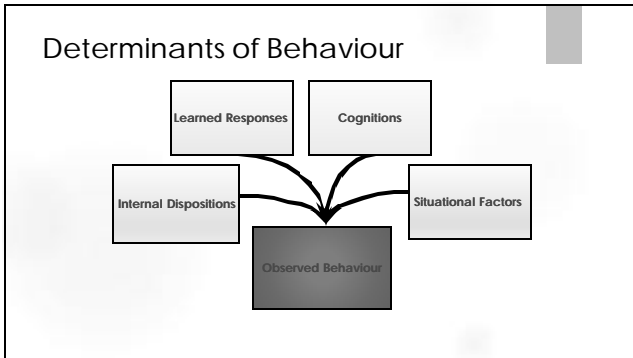 Determinants of Behaviour
Learned Responses
Cognitions
Internal Dispositions
Situational Factors
Observed Behaviour